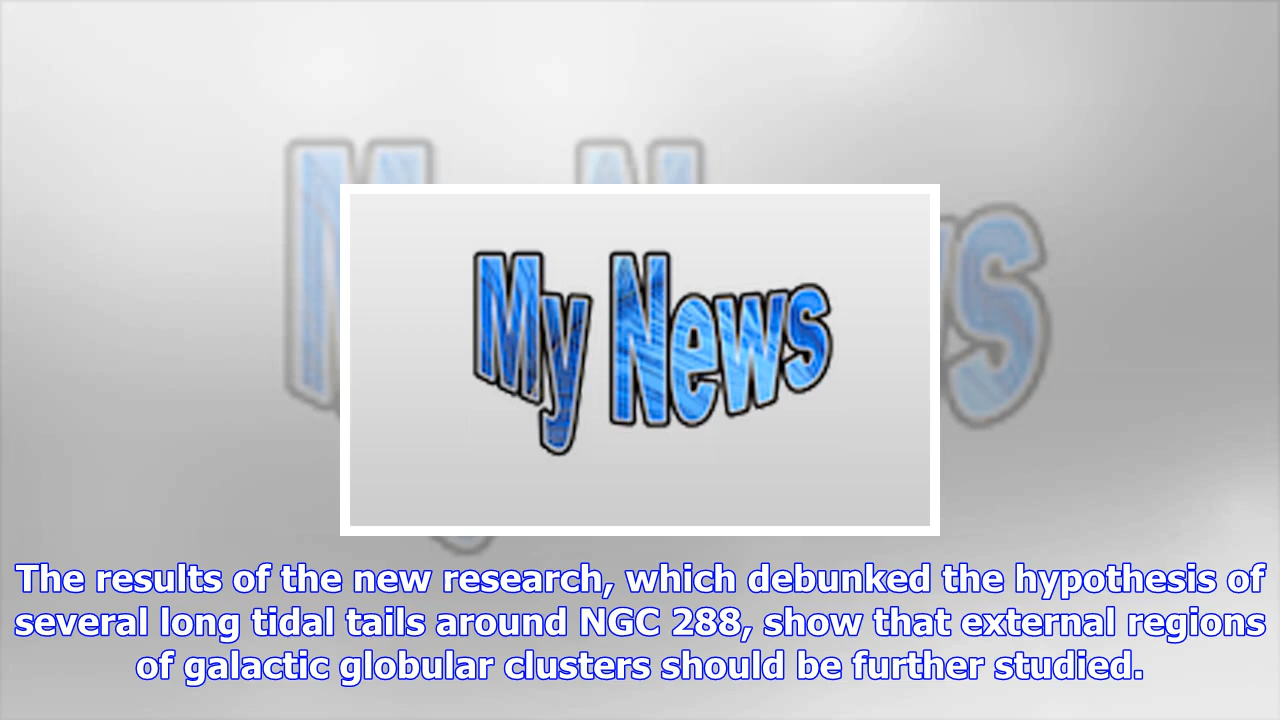 My News
The results of the new research, which debunked the hypothesis of
several long tidal tails around NGC 288, show that external regions
of galactic globular clusters should be further studied.